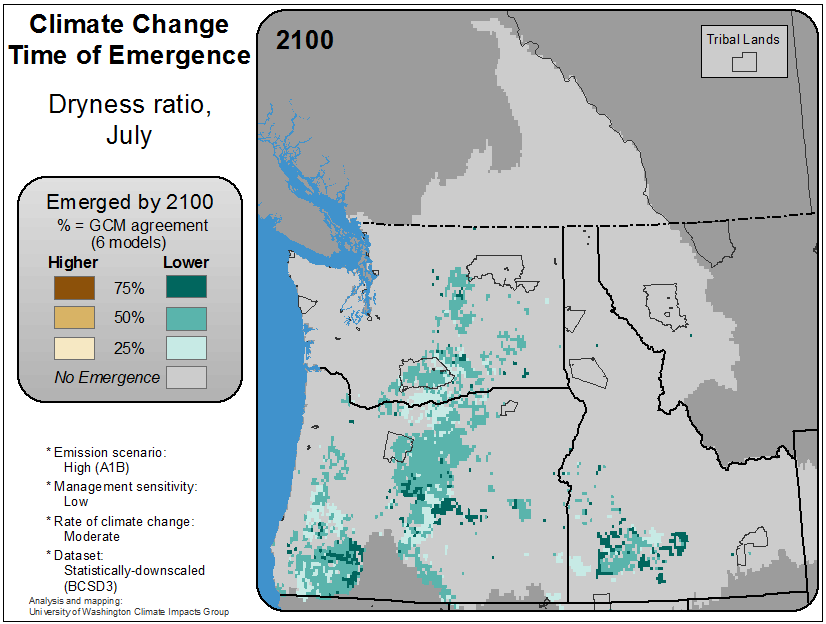 Climate Change
Time of Emergence
Dryness ratio,
July
Emerged by 2100
% = GCM agreement
(6 models)
Higher Lower
75%
50%
25%
No Emergence
* Emission scenario:
High (A1B)
* Management sensitivity:
Low
* Rate of climate change:
Moderate
* Dataset:
Statistically-downscaled
(BCSD3)
Analysis and mapping:
University of Washington Climate Impacts Group
2100
Tribal Lands